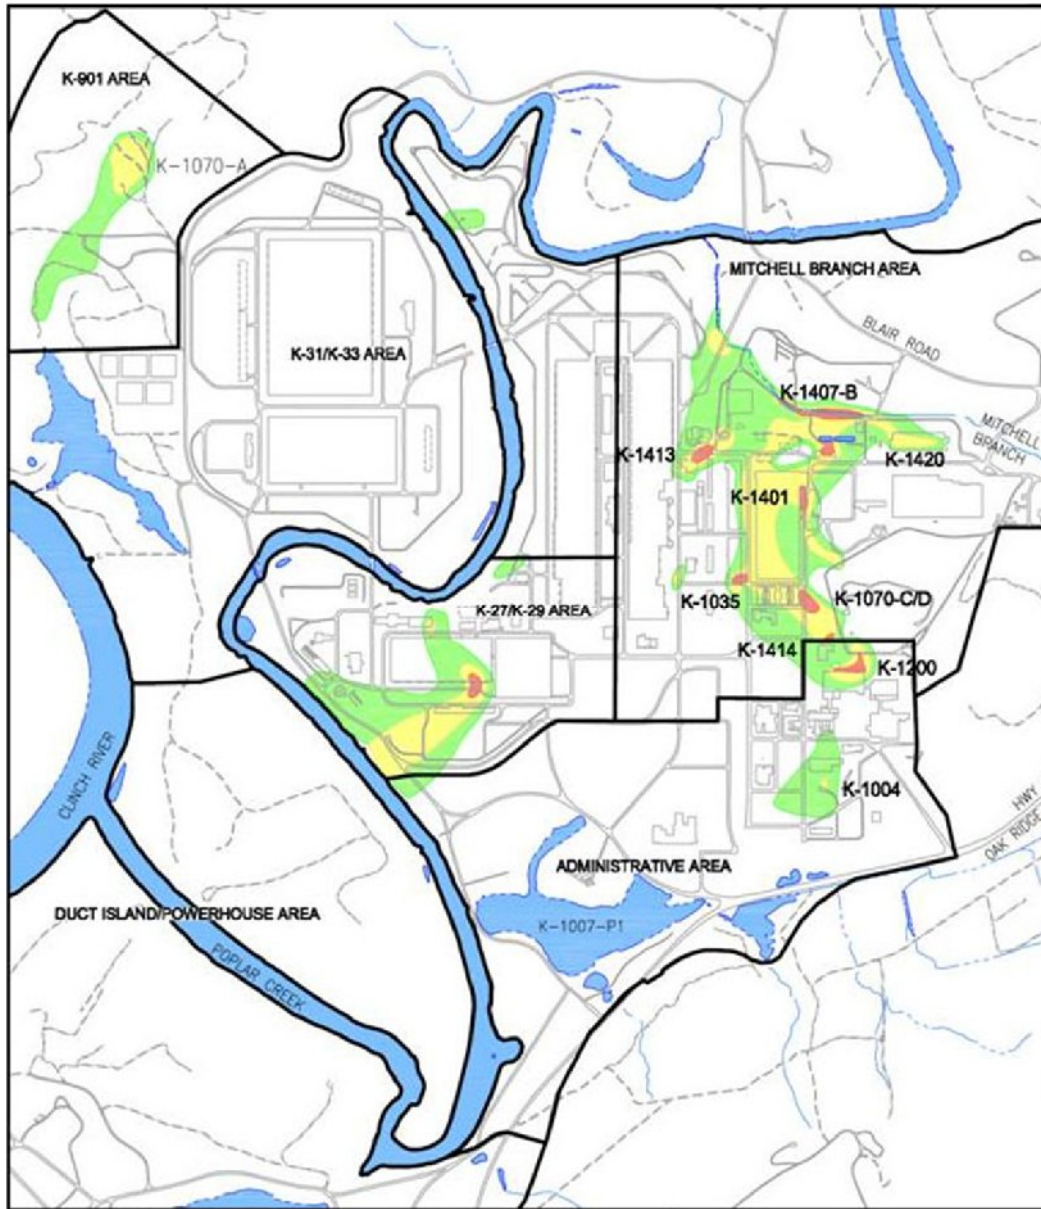 K-901 AREA
K-1070-A
MITCHELL BRANCH AREA
BLAIR ROAD
K-31/K-33 AREA
K-1407-B
MITCHELL
BRANCH
K-1413
K-1420
K-1401
K-1035
K-1070-C/D
K-27/K-29 AREA
K-1414
K-1200
CLINCH RIVER
K-1004
HWY
OAK RIDGE
ADMINISTRATIVE AREA
DUCT ISLAND/POWERHOUSE AREA
K-1007-P1
POPLAR CREEK